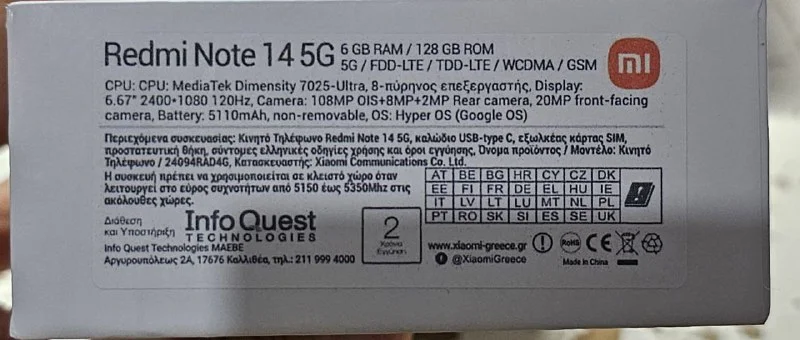 Redmi Note 14 5G 6 GB RAM / 128 GB ROM
5G / FDD-LTE / TDD-LTE / WCDMA / GSM
mi
CPU: CPU: MediaTek Dimensity 7025-Ultra, 8-πύρηνος επεξεργαστής, Display:
6.67" 2400*1080 120Hz, Camera: 108MP OIS+8MP+2MP Rear camera, 20MP front-facing
camera, Battery: 5110mAh, non-removable, OS: Hyper OS (Google OS)
Περιεχόμενα συσκευασίας: Κινητό Τηλέφωνο Redmi Note 14 5G, καλώδιο USB-type C, εξωλκέας κάρτας SIM,
προστατευτική θήκη, σύντομες ελληνικές οδηγίες χρήσης και όροι εγγύησης, Όνομα προϊόντος / Μοντέλο: Κινητό
Τηλέφωνο / 24094RAD4G, Κατασκευαστής: Xiaomi Communications Co. Ltd.
Η συσκευή πρέπει να χρησιμοποιείται σε κλειστό χώρο όταν
λειτουργεί στο εύρος συχνοτήτων από 5150 έως 5350Mhz στις
ακόλουθες χώρες.
AT BE BG HR CY CZ DK
EE FI FR DE EL HU IE
IT LV LT LU MT NL PL
PT RO SK SI ES SE UK
Διάθεση
και Υποστήριξη
Info Quest
TECHNOLOGIES
Info Quest Technologies ΜΑΕΒΕ
Αργυρουπόλεως 2Α, 17676 Καλλιθέα, τηλ.: 211 999 4000
2
Χρόνια
Εγγύηση
www.xiaomi-greece.gr
@XiaomiGreece
RoHS CE
Made in China